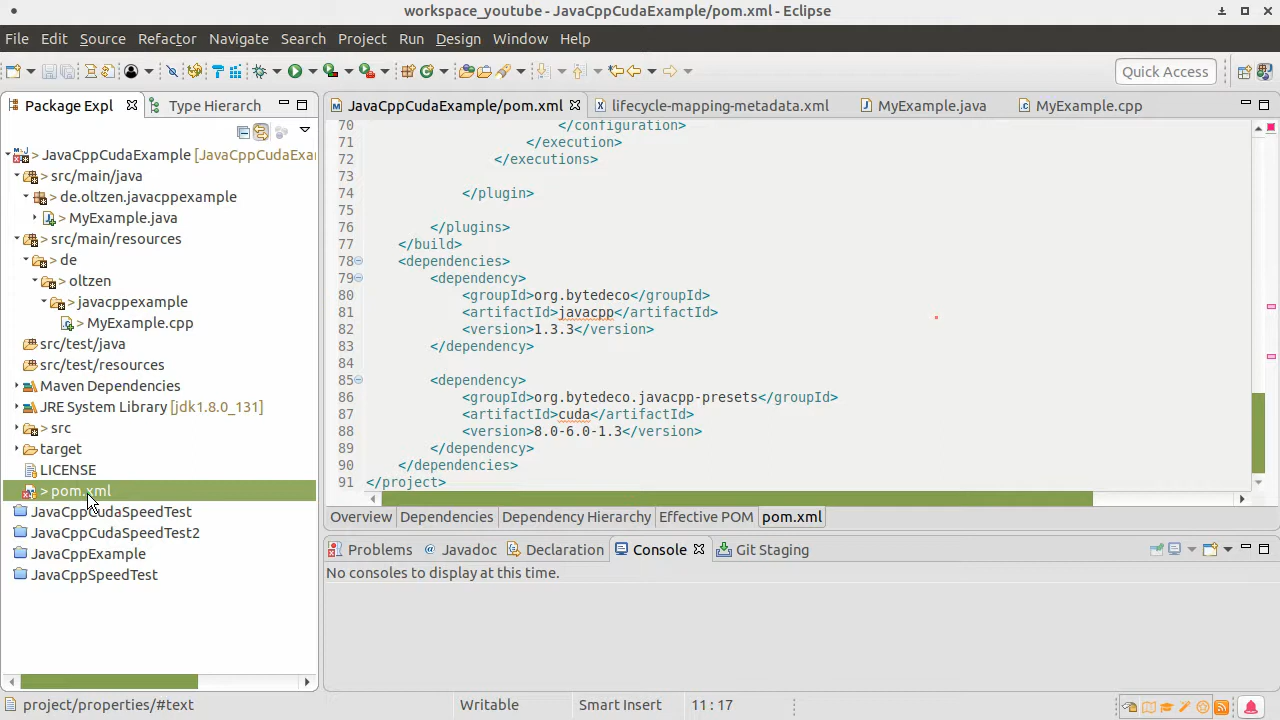 workspace_youtube - JavaCppCudaExample/pom.xml - Eclipse
File Edit Source Refactor Navigate Search Project Run Design Window Help
Quick Access
Package Expl Type Hierarch
JavaCppCudaExample/pom.xml lifecycle-mapping-metadata.xml MyExample.java MyExample.cpp
> JavaCppCudaExample [JavaCppCudaExar
> src/main/java
> de.oltzen.javacppexample
> MyExample.java
> src/main/resources
> de
> oltzen
> javacppexample
> MyExample.cpp
src/test/java
src/test/resources
Maven Dependencies
JRE System Library [jdk1.8.0_131]
> src
target
LICENSE
> pom.xml
JavaCppCudaSpeedTest
JavaCppCudaSpeedTest2
JavaCppExample
JavaCppSpeedTest
70 </configuration>
71 </execution>
72 </executions>
73
74 </plugin>
75
76 </plugins>
77 </build>
78 <dependencies>
79 <dependency>
80 <groupId>org.bytedeco</groupId>
81 <artifactId>javacpp</artifactId>
82 <version>1.3.3</version>
83 </dependency>
84
85 <dependency>
86 <groupId>org.bytedeco.javacpp-presets</groupId>
87 <artifactId>cuda</artifactId>
88 <version>8.0-6.0-1.3</version>
89 </dependency>
90 </dependencies>
91 </project>
Overview Dependencies Dependency Hierarchy Effective POM pom.xml
Problems @ Javadoc Declaration Console Git Staging
No consoles to display at this time.
project/properties/#text Writable Smart Insert 11 : 17